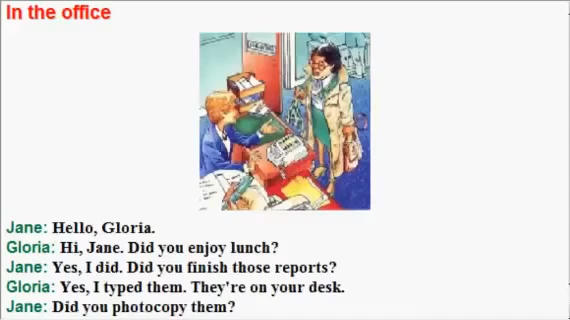 In the office
Jane: Hello, Gloria.
Gloria: Hi, Jane. Did you enjoy lunch?
Jane: Yes, I did. Did you finish those reports?
Gloria: Yes, I typed them. They're on your desk.
Jane: Did you photocopy them?